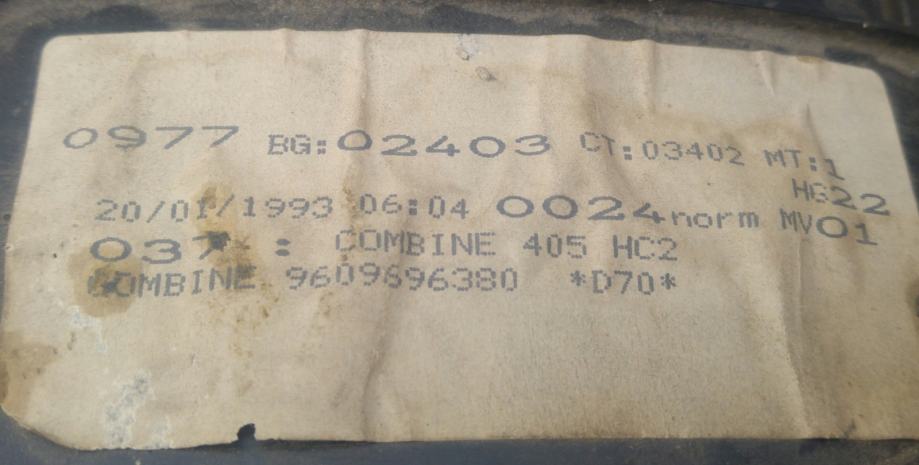 0977 BG:02403 CT:03402 MT:1
HG22
20/01/1993 06:04 0024norm MV01
037 : COMBINE 405 HC2
COMBINE 9609696380 *D70*